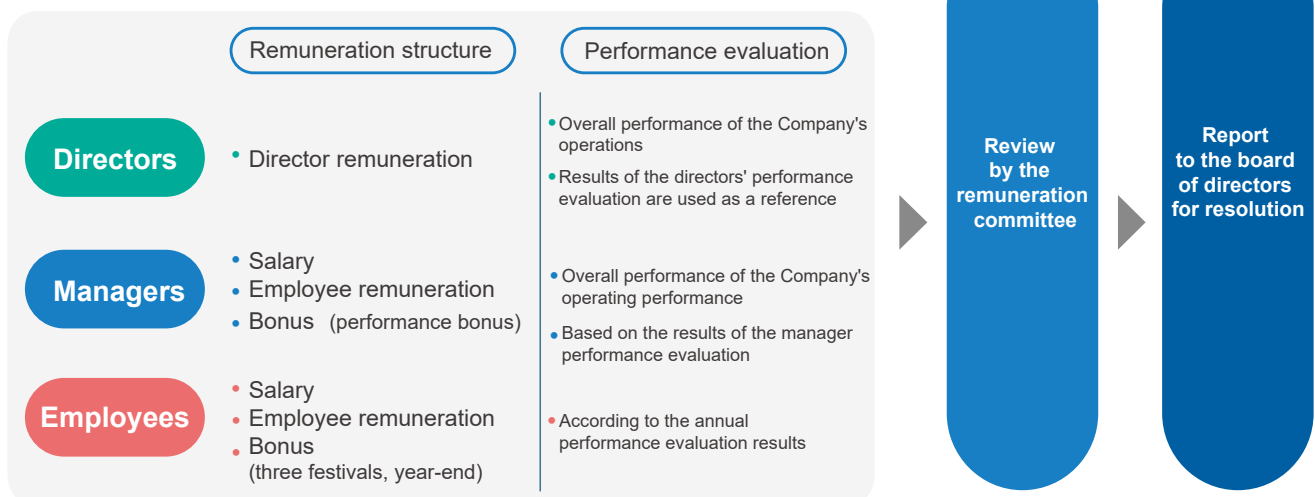 Remuneration structure
Performance evaluation
Directors
• Director remuneration
• Overall performance of the Company's
operations
• Results of the directors' performance
evaluation are used as a reference
Managers
• Salary
• Employee remuneration
• Bonus (performance bonus)
• Overall performance of the Company's
operating performance
• Based on the results of the manager
performance evaluation
Employees
• Salary
• Employee remuneration
• Bonus
(three festivals, year-end)
• According to the annual
performance evaluation results
Review
by the
remuneration
committee
Report
to the board
of directors
for resolution